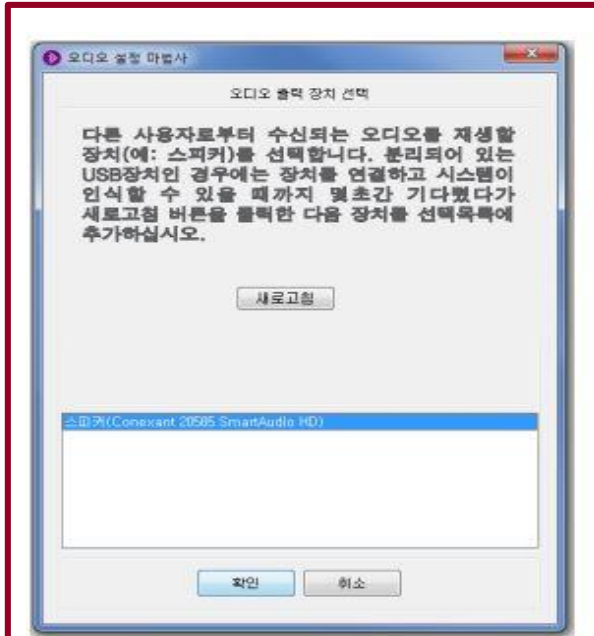 오디오 설정 마법사
오디오 출력 장치 선택
다른 사용자로부터 수신되는 오디오를 재생할
장치(예: 스피커)를 선택합니다. 분리되어 있는
USB장치인 경우에는 장치를 연결하고 시스템이
인식할 수 있을 때까지 몇초간 기다렸다가
새로고침 버튼을 클릭한 다음 장치를 선택목록에
추가하십시오.
새로고침
스피커(Conexant 20585 SmartAudio HD)
확인 취소